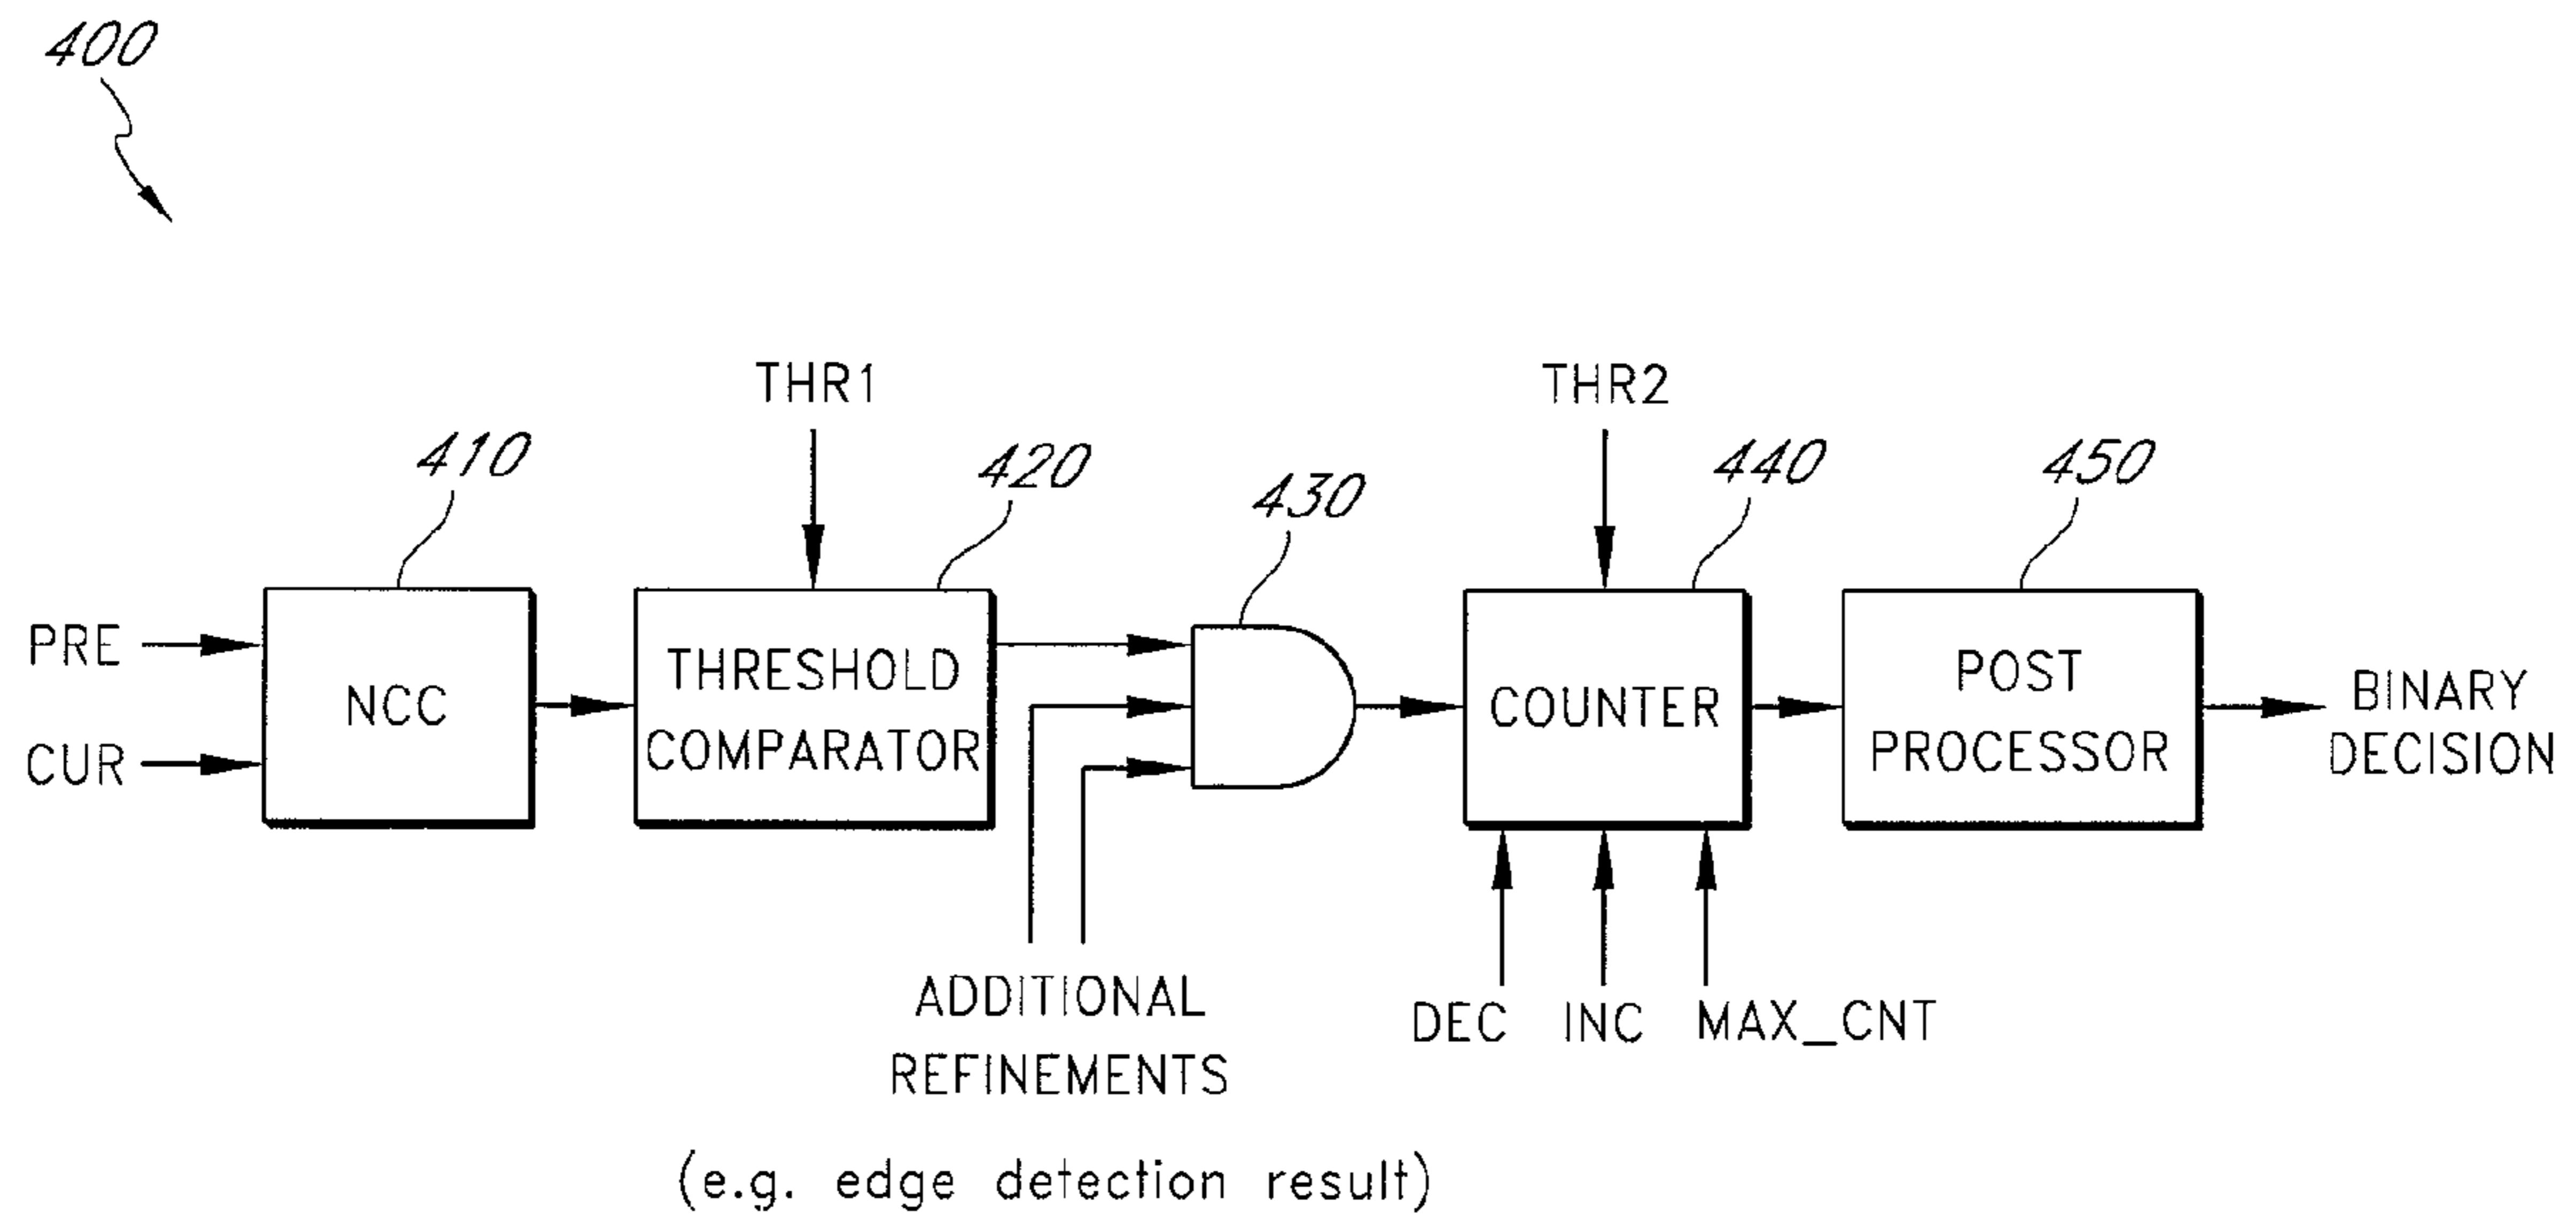 400
THR1
THR2
410
420
430
440
450
PRE
CUR
NCC
THRESHOLD
COMPARATOR
COUNTER
POST
PROCESSOR
BINARY
DECISION
ADDITIONAL
REFINEMENTS
DEC
INC
MAX_CNT
(e.g. edge detection result)